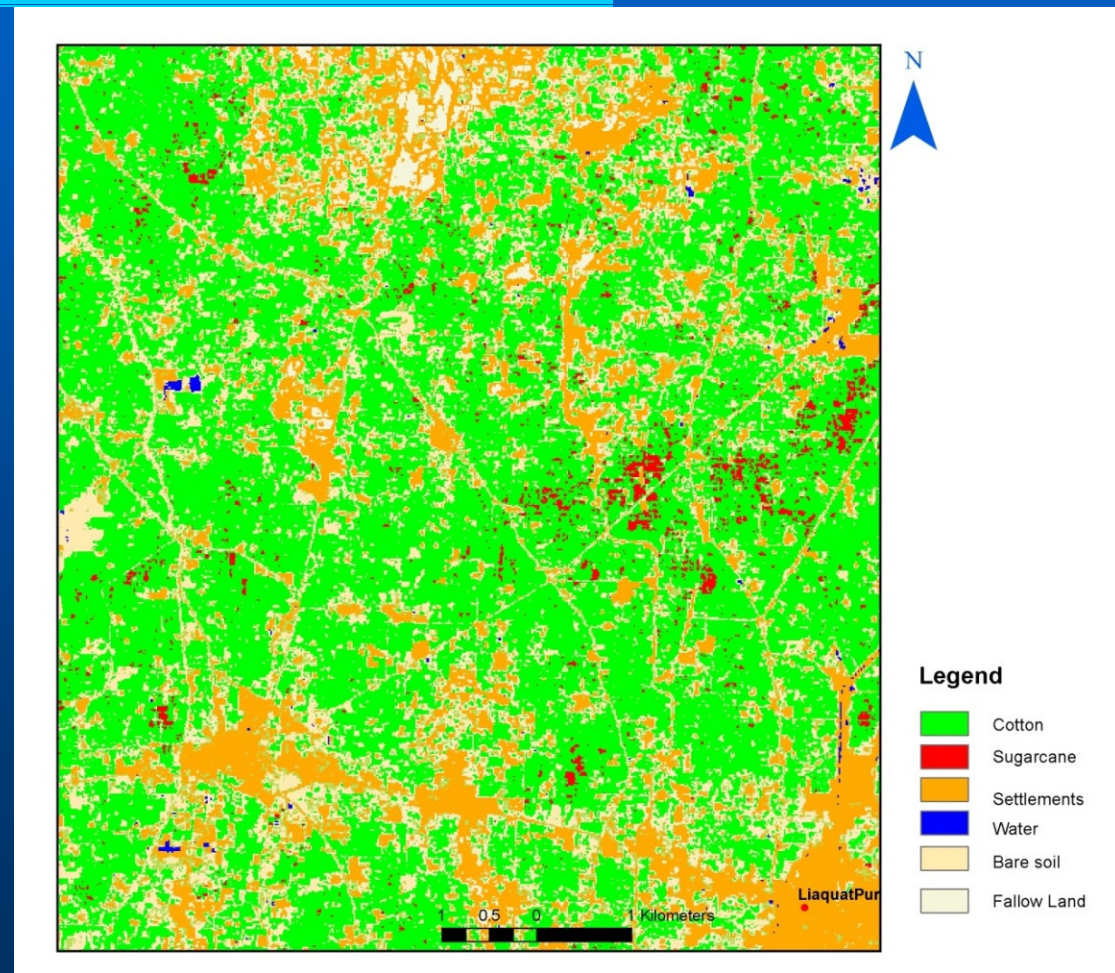 N
Legend
Cotton
Sugarcane
Settlements
Water
Bare soil
Fallow Land
LiaquatPur
1 0.5 0 1 Kilometers